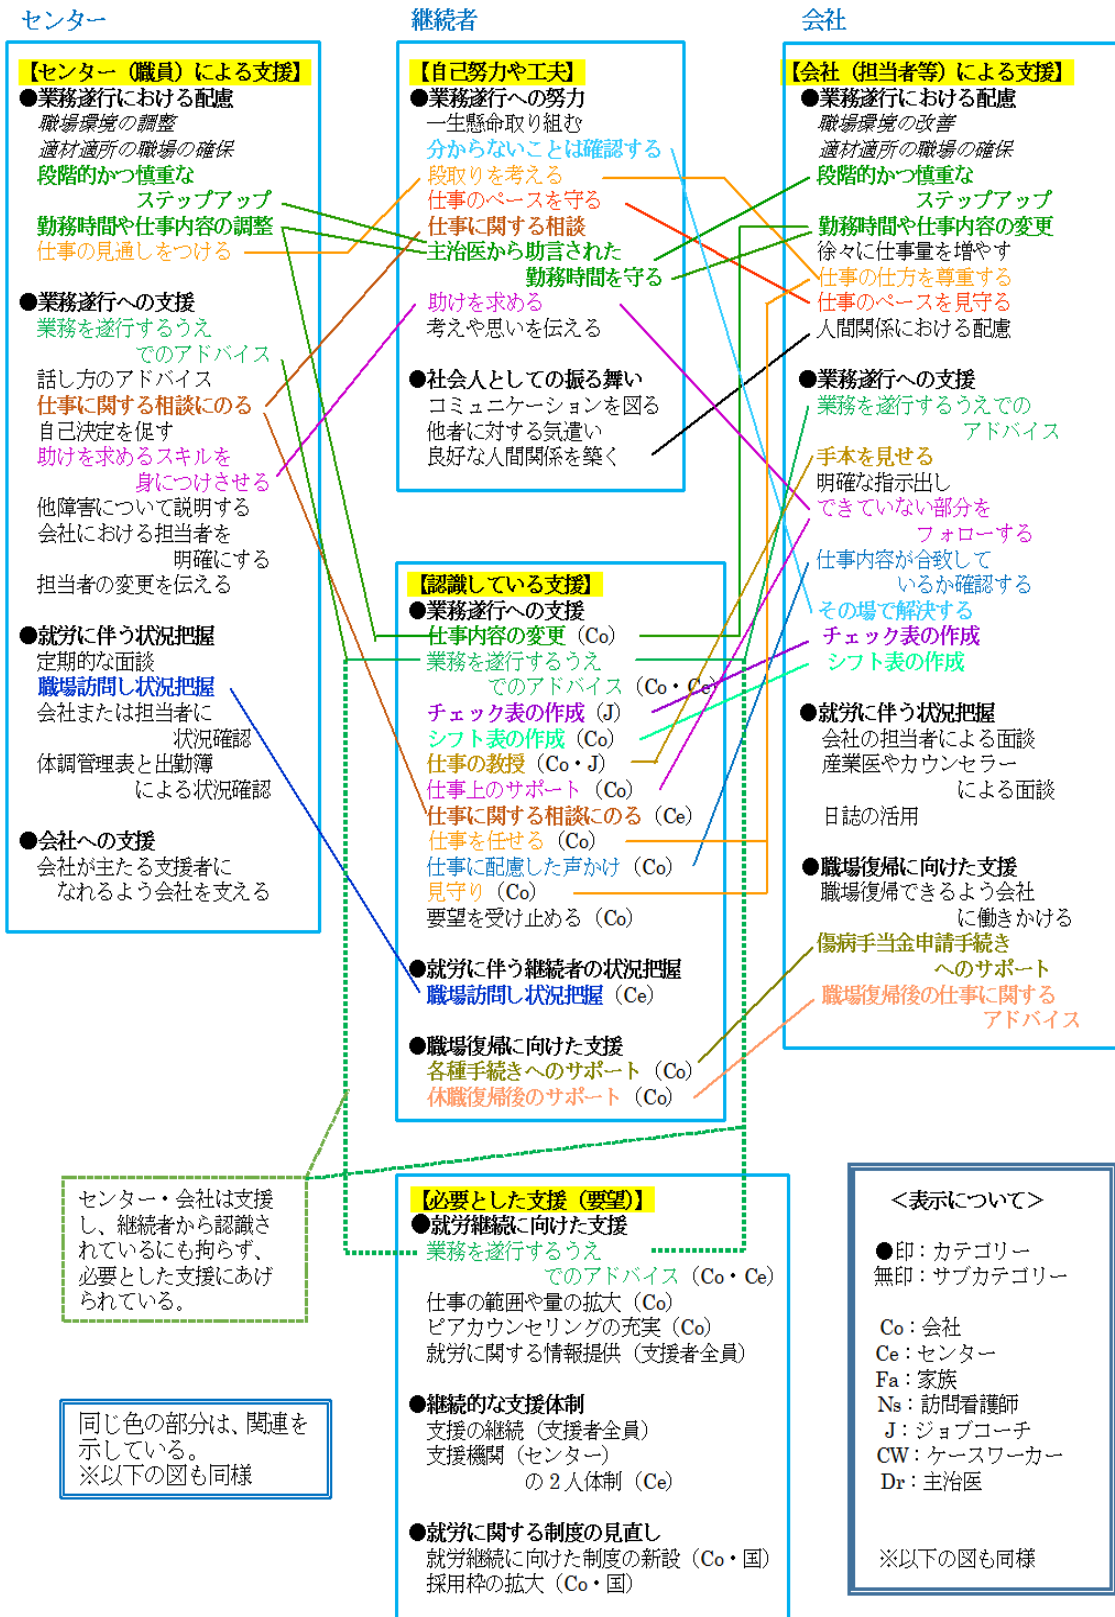 センター
【センター（職員）による支援】
●業務遂行における配慮
職場環境の調整
適材適所の職場の確保
段階的かつ慎重な
ステップアップ
勤務時間や仕事内容の調整
仕事の見通しをつける
●業務遂行への支援
業務を遂行するうえ
でのアドバイス
話し方のアドバイス
仕事に関する相談にのる
自己決定を促す
助けを求めるスキルを
身につけさせる
他障害について説明する
会社における担当者を
明確にする
担当者の変更を伝える
●就労に伴う状況把握
定期的な面談
職場訪問し状況把握
会社または担当者に
状況確認
体調管理表と出勤簿
による状況確認
●会社への支援
会社が主たる支援者に
なれるよう会社を支える
継続者
【自己努力や工夫】
●業務遂行への努力
一生懸命取り組む
分からないことは確認する
段取りを考える
仕事のペースを守る
仕事に関する相談
主治医から助言された
勤務時間を守る
助けを求める
考えや思いを伝える
●社会人としての振る舞い
コミュニケーションを図る
他者に対する気遣い
良好な人間関係を築く
【認識している支援】
●業務遂行への支援
仕事内容の変更（Co）
業務を遂行するうえ
でのアドバイス（Co・Ce）
チェック表の作成（J）
シフト表の作成（Co）
仕事の教授（Co・J）
仕事上のサポート（Co）
仕事に関する相談にのる（Ce）
仕事を任せる（Co）
仕事に配慮した声かけ（Co）
見守り（Co）
要望を受け止める（Co）
●就労に伴う継続者の状況把握
職場訪問し状況把握（Ce）
●職場復帰に向けた支援
各種手続きへのサポート（Co）
休職復帰後のサポート（Co）
【必要とした支援（要望）】
●就労継続に向けた支援
業務を遂行するうえ
でのアドバイス（Co・Ce）
仕事の範囲や量の拡大（Co）
ピアカウンセリングの充実（Co）
就労に関する情報提供（支援者全員）
●継続的な支援体制
支援の継続（支援者全員）
支援機関（センター）
の２人体制（Ce）
●就労に関する制度の見直し
就労継続に向けた制度の新設（Co・国）
採用枠の拡大（Co・国）
会社
【会社（担当者等）による支援】
●業務遂行における配慮
職場環境の改善
適材適所の職場の確保
段階的かつ慎重な
ステップアップ
勤務時間や仕事内容の変更
徐々に仕事量を増やす
仕事の仕方を尊重する
仕事のペースを見守る
人間関係における配慮
●業務遂行への支援
業務を遂行するうえでの
アドバイス
手本を見せる
明確な指示出し
できていない部分を
フォローする
仕事内容が合致して
いるか確認する
その場で解決する
チェック表の作成
シフト表の作成
●就労に伴う状況把握
会社の担当者による面談
産業医やカウンセラー
による面談
日誌の活用
●職場復帰に向けた支援
職場復帰できるよう会社
に働きかける
傷病手当金申請手続き
へのサポート
職場復帰後の仕事に関する
アドバイス
センター・会社は支援
し、継続者から認識さ
れているにも拘らず、
必要とした支援にあげ
られている。
同じ色の部分は、関連を
示している。
※以下の図も同様
＜表示について＞
●印：カテゴリー
無印：サブカテゴリー
Co：会社
Ce：センター
Fa：家族
Ns：訪問看護師
J：ジョブコーチ
CW：ケースワーカー
Dr：主治医
※以下の図も同様